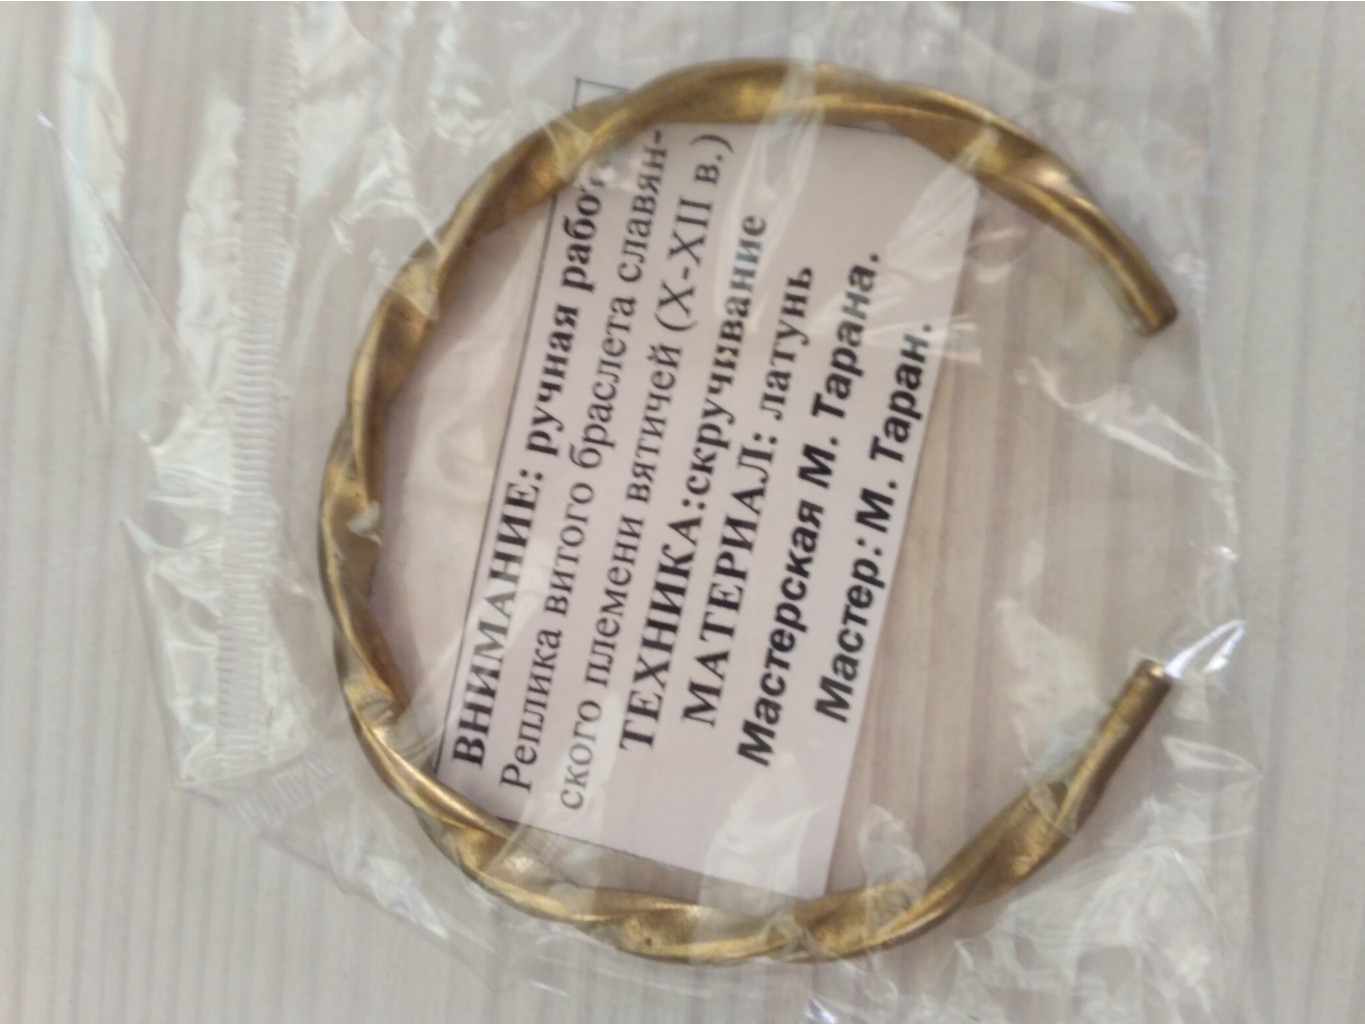 ВНИМАНИЕ: ручная
Реплика витого браслета славян-
ского племени вятичей (X-XII в.)
ТЕХНИКА:скручивание
МАТЕРИАЛ: латунь
Мастерская М. Тарана.
Мастер: М. Таран.